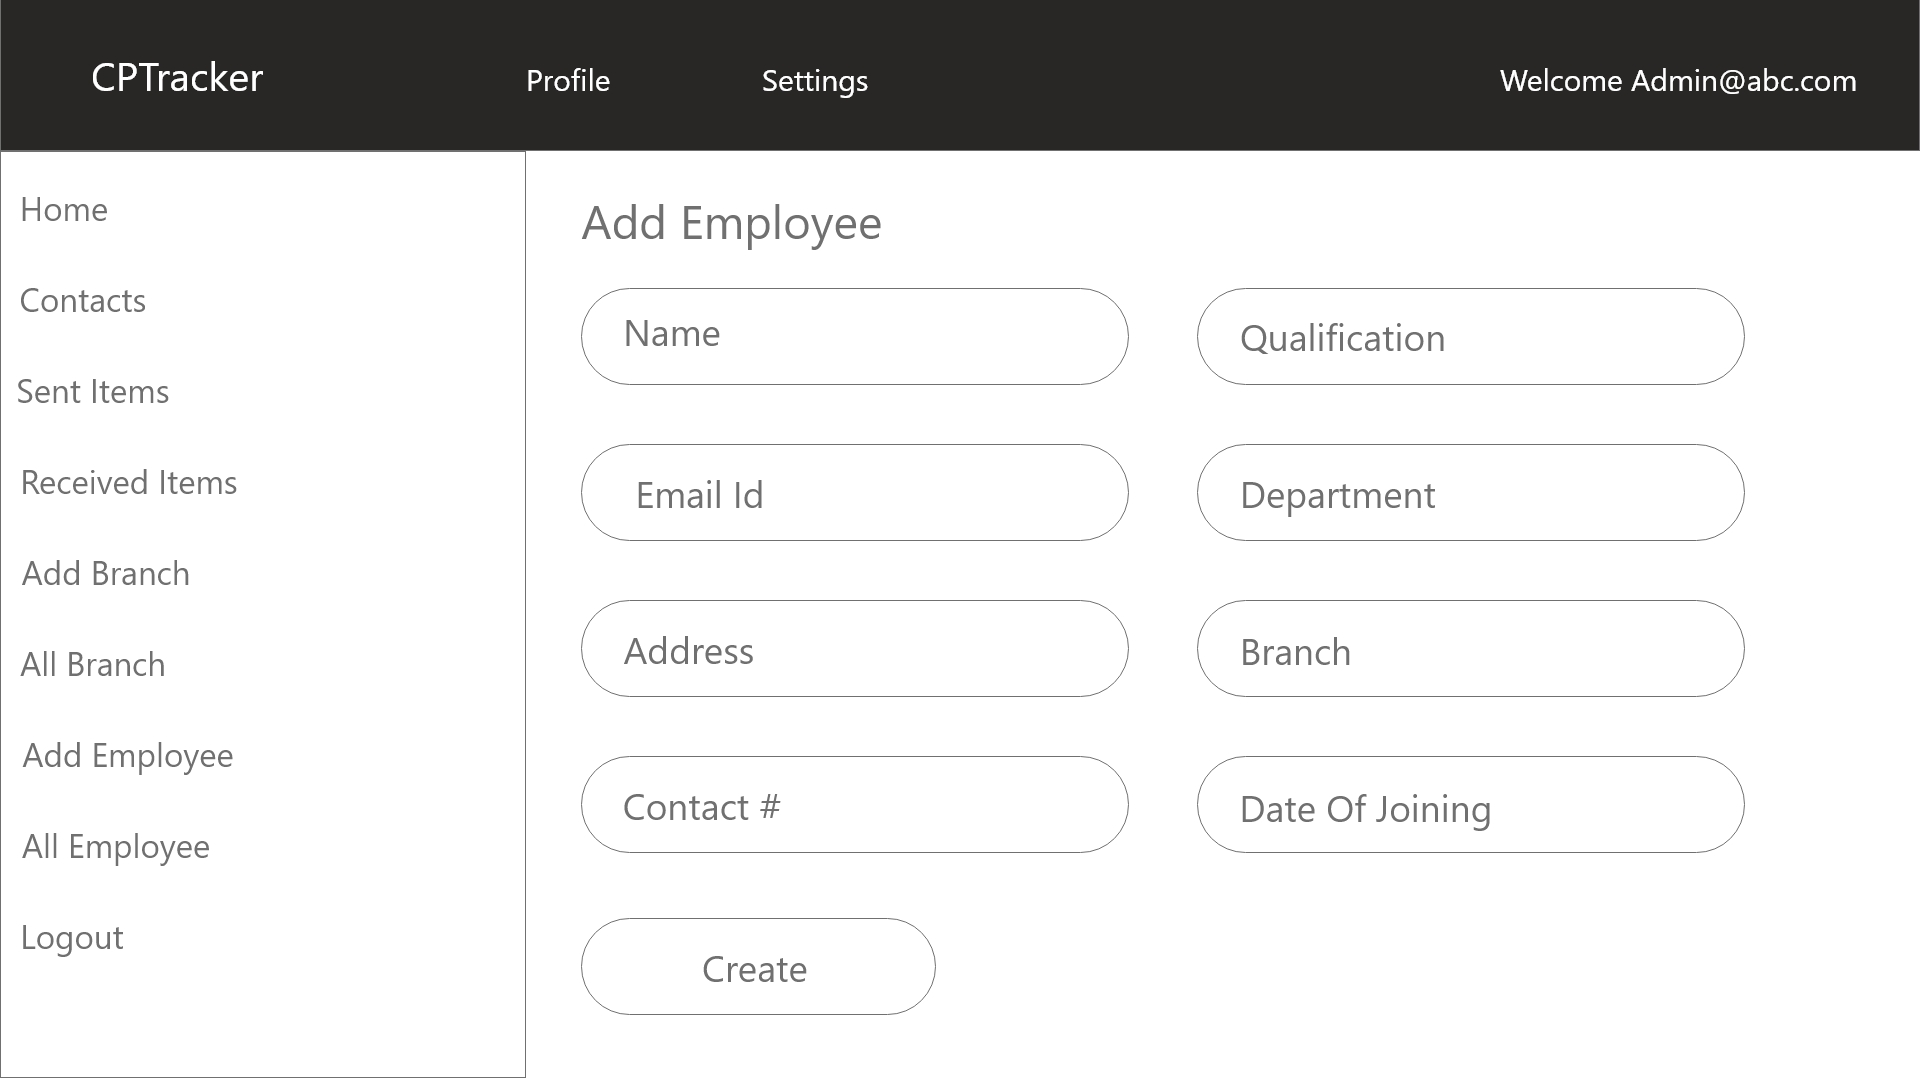 CPTracker
Profile
Settings
Welcome Admin@abc.com
Home
Contacts
Sent Items
Received Items
Add Branch
All Branch
Add Employee
All Employee
Logout
Add Employee
Name
Qualification
Email Id
Department
Address
Branch
Contact #
Date Of Joining
Create